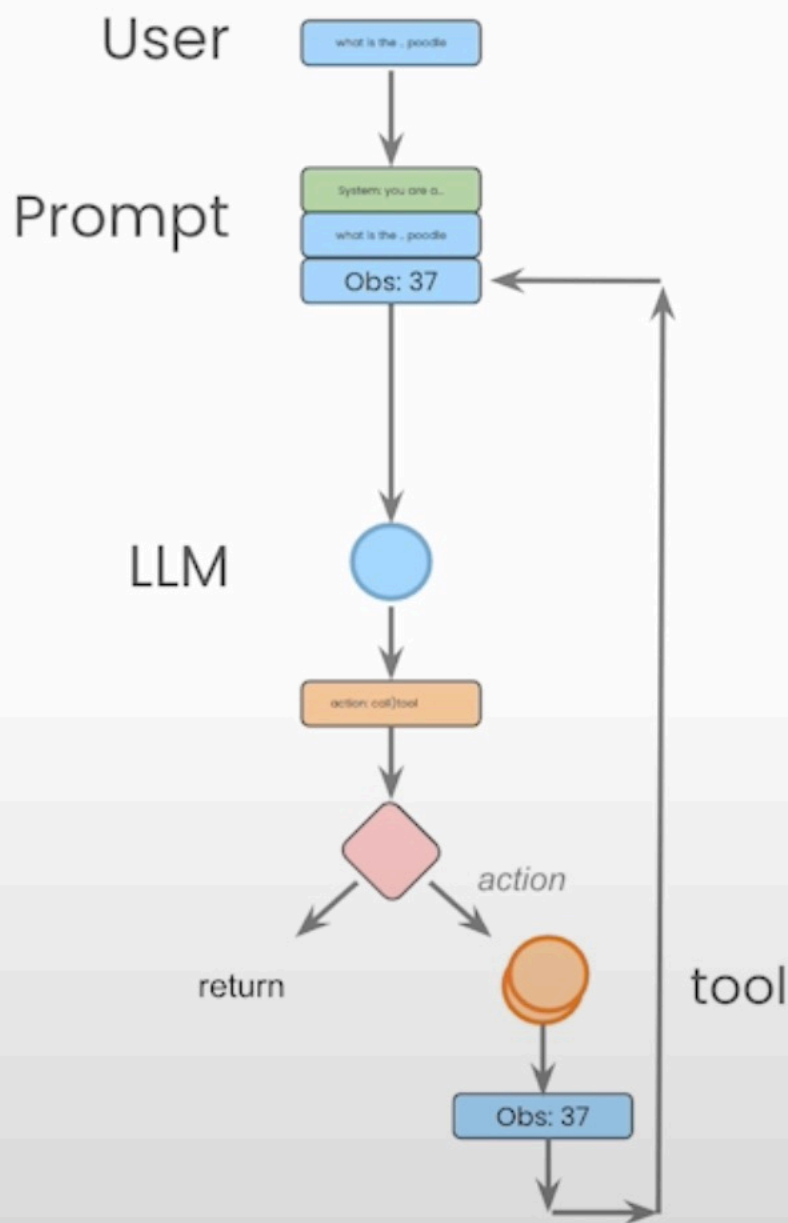 User
what is the .. poodle
Prompt
System: you are a...
what is the .. poodle
Obs: 37
LLM
action: call)tool
action
return
tool
Obs: 37